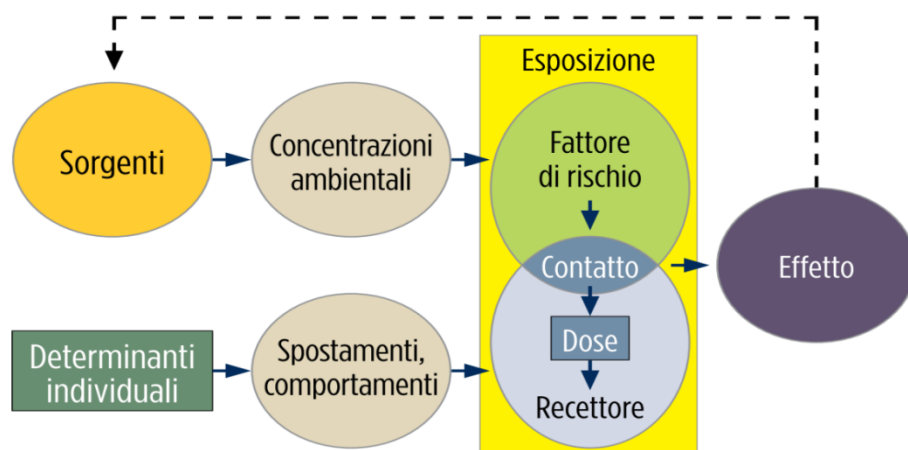 Esposizione
Sorgenti
Concentrazioni
ambientali
Fattore
di rischio
Contatto
Effetto
Determinanti
individuali
Spostamenti,
comportamenti
Dose
Recettore